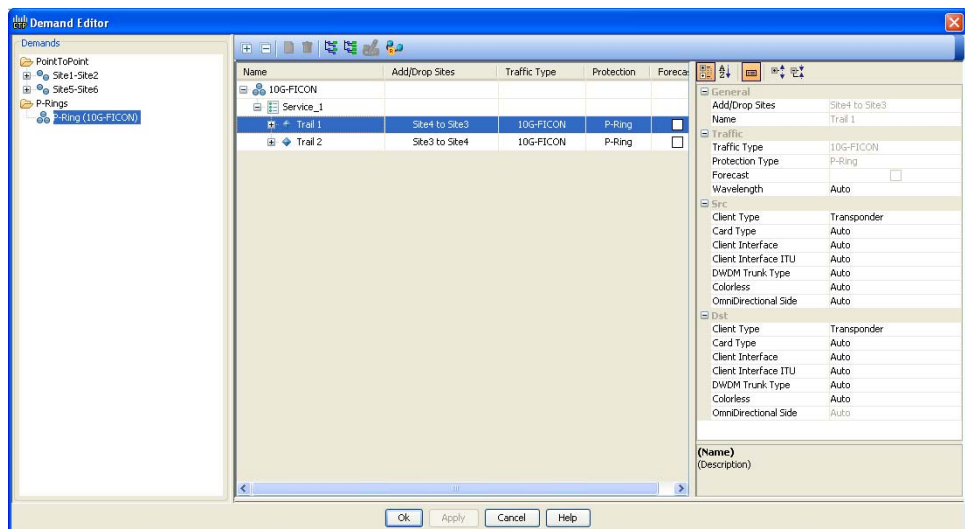 CTP Demand Editor
Demands
PointToPoint
Site1-Site2
Site5-Site6
P-Rings
P-Ring (10G-FICON)
Name Add/Drop Sites Traffic Type Protection Forecas
10G-FICON
Service_1
Trail 1 Site4 to Site3 10G-FICON P-Ring
Trail 2 Site3 to Site4 10G-FICON P-Ring
General
Add/Drop Sites Site4 to Site3
Name Trail 1
Traffic
Traffic Type 10G-FICON
Protection Type P-Ring
Forecast
Wavelength Auto
Src
Client Type Transponder
Card Type Auto
Client Interface Auto
Client Interface ITU Auto
DWDM Trunk Type Auto
Colorless Auto
OmniDirectional Side Auto
Dst
Client Type Transponder
Card Type Auto
Client Interface Auto
Client Interface ITU Auto
DWDM Trunk Type Auto
Colorless Auto
OmniDirectional Side Auto
(Name)
(Description)
Ok Apply Cancel Help